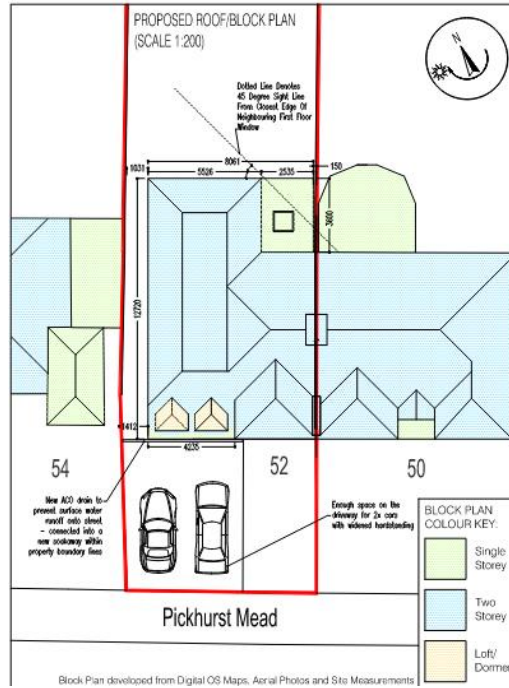 PROPOSED ROOF/BLOCK PLAN
(SCALE 1:200)
N
Dotted Line Denotes
45 Degree Sight Line
From Closest Edge Of
Neighbouring First Floor
Window
8061
1031
5526
2535
150
3600
12720
1412
4235
54
52
50
New ACO drain to
prevent surface water
runoff onto street
- connected into a
new soakaway within
property boundary lines
Enough space on the
driveway for 2x cars
with widened hardstanding
BLOCK PLAN
COLOUR KEY:
Single
Storey
Two
Storey
Loft/
Dormer
Pickhurst Mead
Block Plan developed from Digital OS Maps, Aerial Photos and Site Measurements